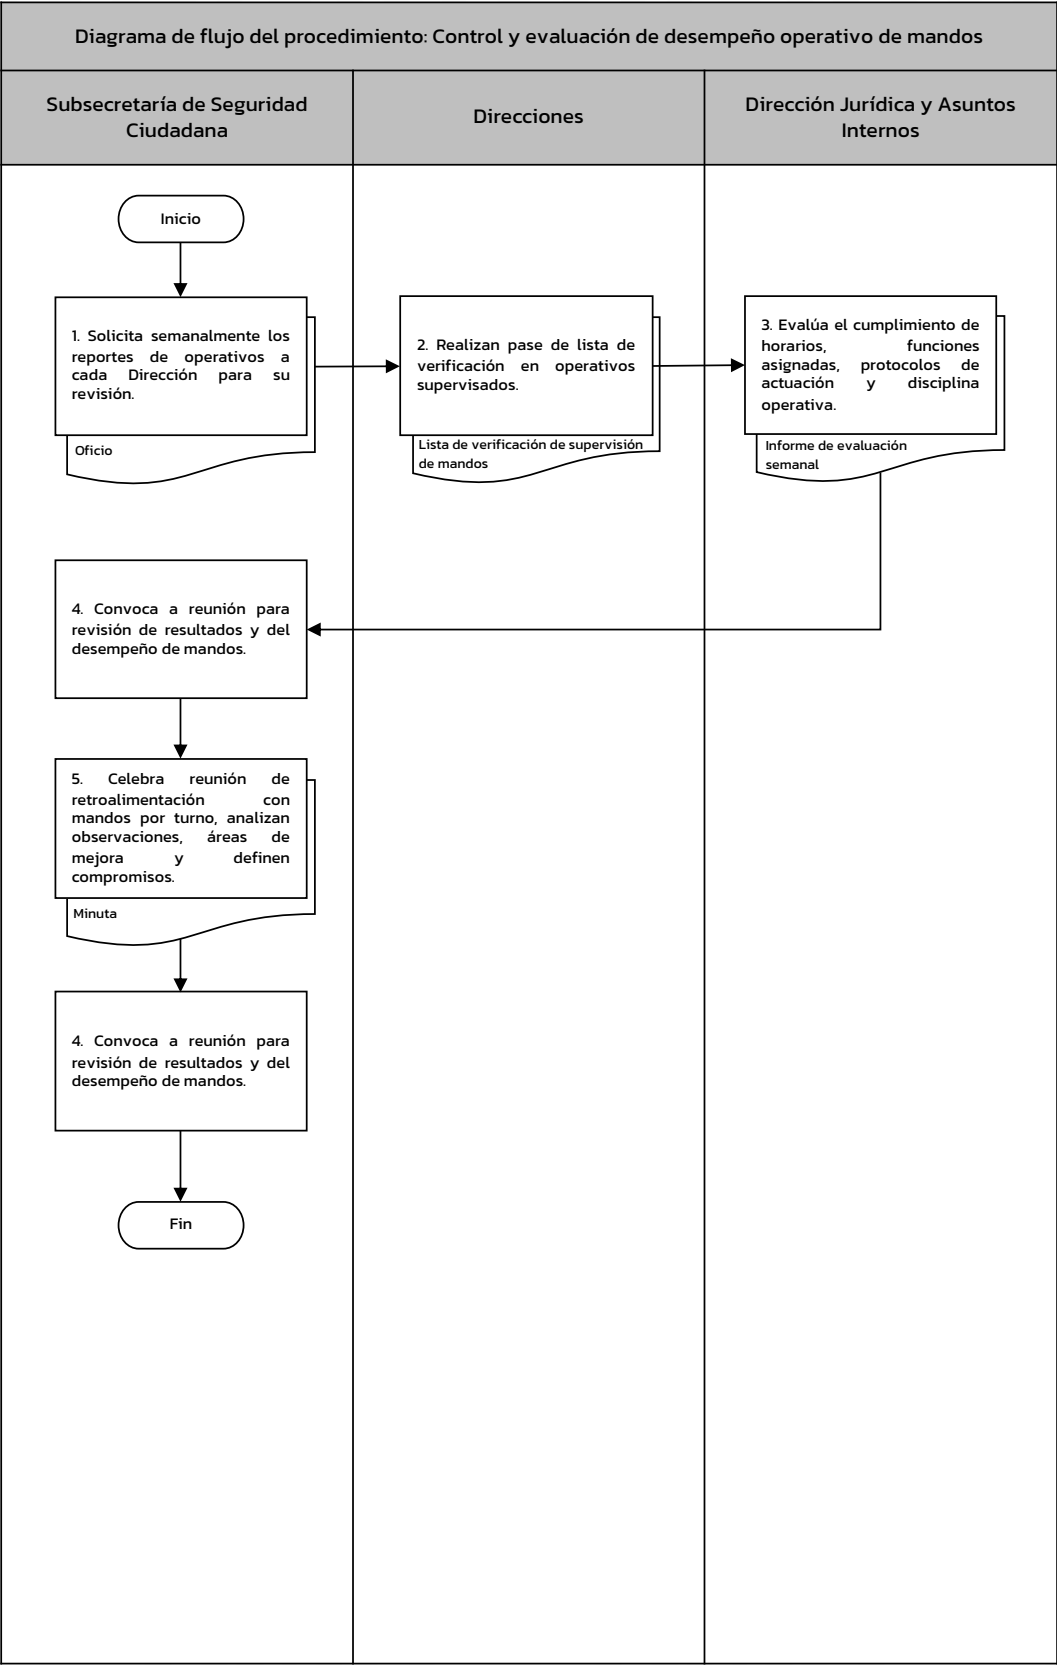 Diagrama de flujo del procedimiento: Control y evaluación de desempeño operativo de mandos
Subsecretaría de Seguridad
Ciudadana
Direcciones
Dirección Jurídica y Asuntos
Internos
Inicio
1. Solicita semanalmente los
reportes de operativos a
cada Dirección para su
revisión.
Oficio
2. Realizan pase de lista de
verificación en operativos
supervisados.
Lista de verificación de supervisión
de mandos
3. Evalúa el cumplimiento de
horarios, funciones
asignadas, protocolos de
actuación y disciplina
operativa.
Informe de evaluación
semanal
4. Convoca a reunión para
revisión de resultados y del
desempeño de mandos.
5. Celebra reunión de
retroalimentación con
mandos por turno, analizan
observaciones, áreas de
mejora y definen
compromisos.
Minuta
4. Convoca a reunión para
revisión de resultados y del
desempeño de mandos.
Fin